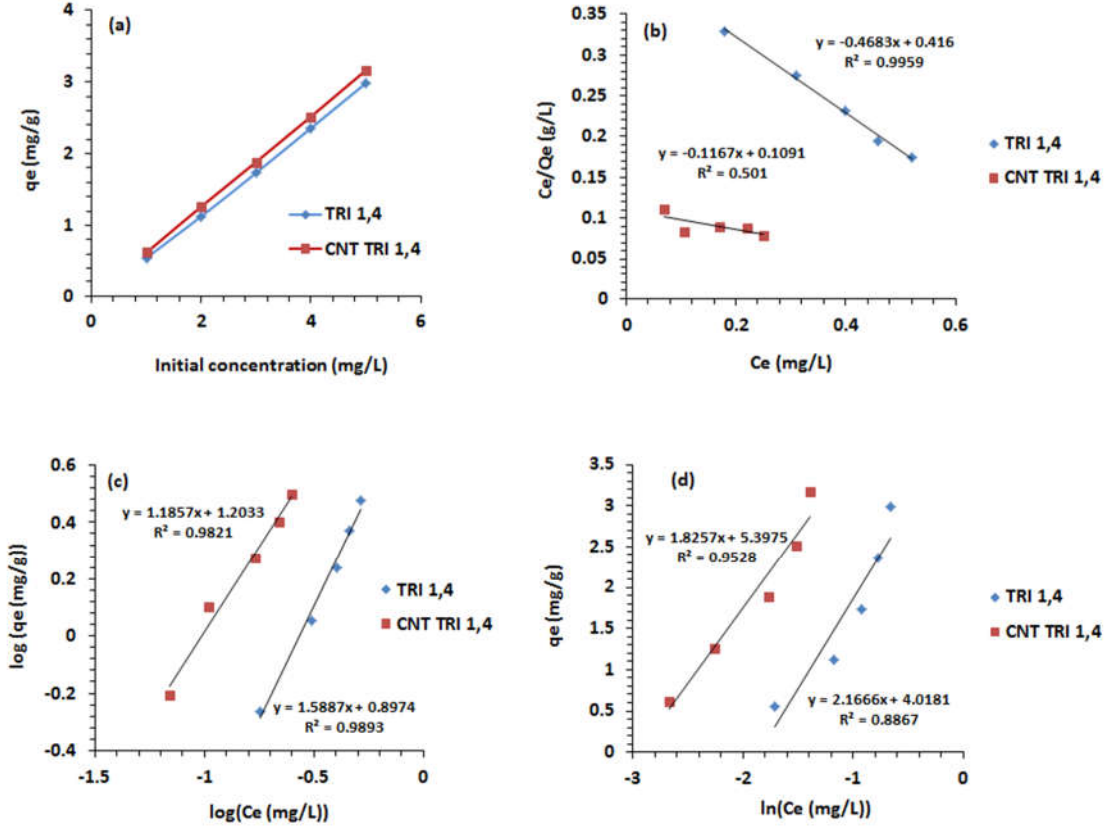 (a)
qe (mg/g)
4
3
2
1
0
0
2
4
6
Initial concentration (mg/L)
TRI 1,4
CNT TRI 1,4
(b)
Ce/Qe (g/L)
0.35
0.3
0.25
0.2
0.15
0.1
0.05
0
0
0.2
0.4
0.6
Ce (mg/L)
y = -0.4683x + 0.416
R² = 0.9959
y = -0.1167x + 0.1091
R² = 0.501
TRI 1,4
CNT TRI 1,4
(c)
log (qe (mg/g))
0.6
0.4
0.2
0
-0.2
-0.4
-1.5
-1
-0.5
0
log(Ce (mg/L))
y = 1.1857x + 1.2033
R² = 0.9821
y = 1.5887x + 0.8974
R² = 0.9893
TRI 1,4
CNT TRI 1,4
(d)
qe (mg/g)
3.5
3
2.5
2
1.5
1
0.5
0
-3
-2
-1
0
ln(Ce (mg/L))
y = 1.8257x + 5.3975
R² = 0.9528
y = 2.1666x + 4.0181
R² = 0.8867
TRI 1,4
CNT TRI 1,4